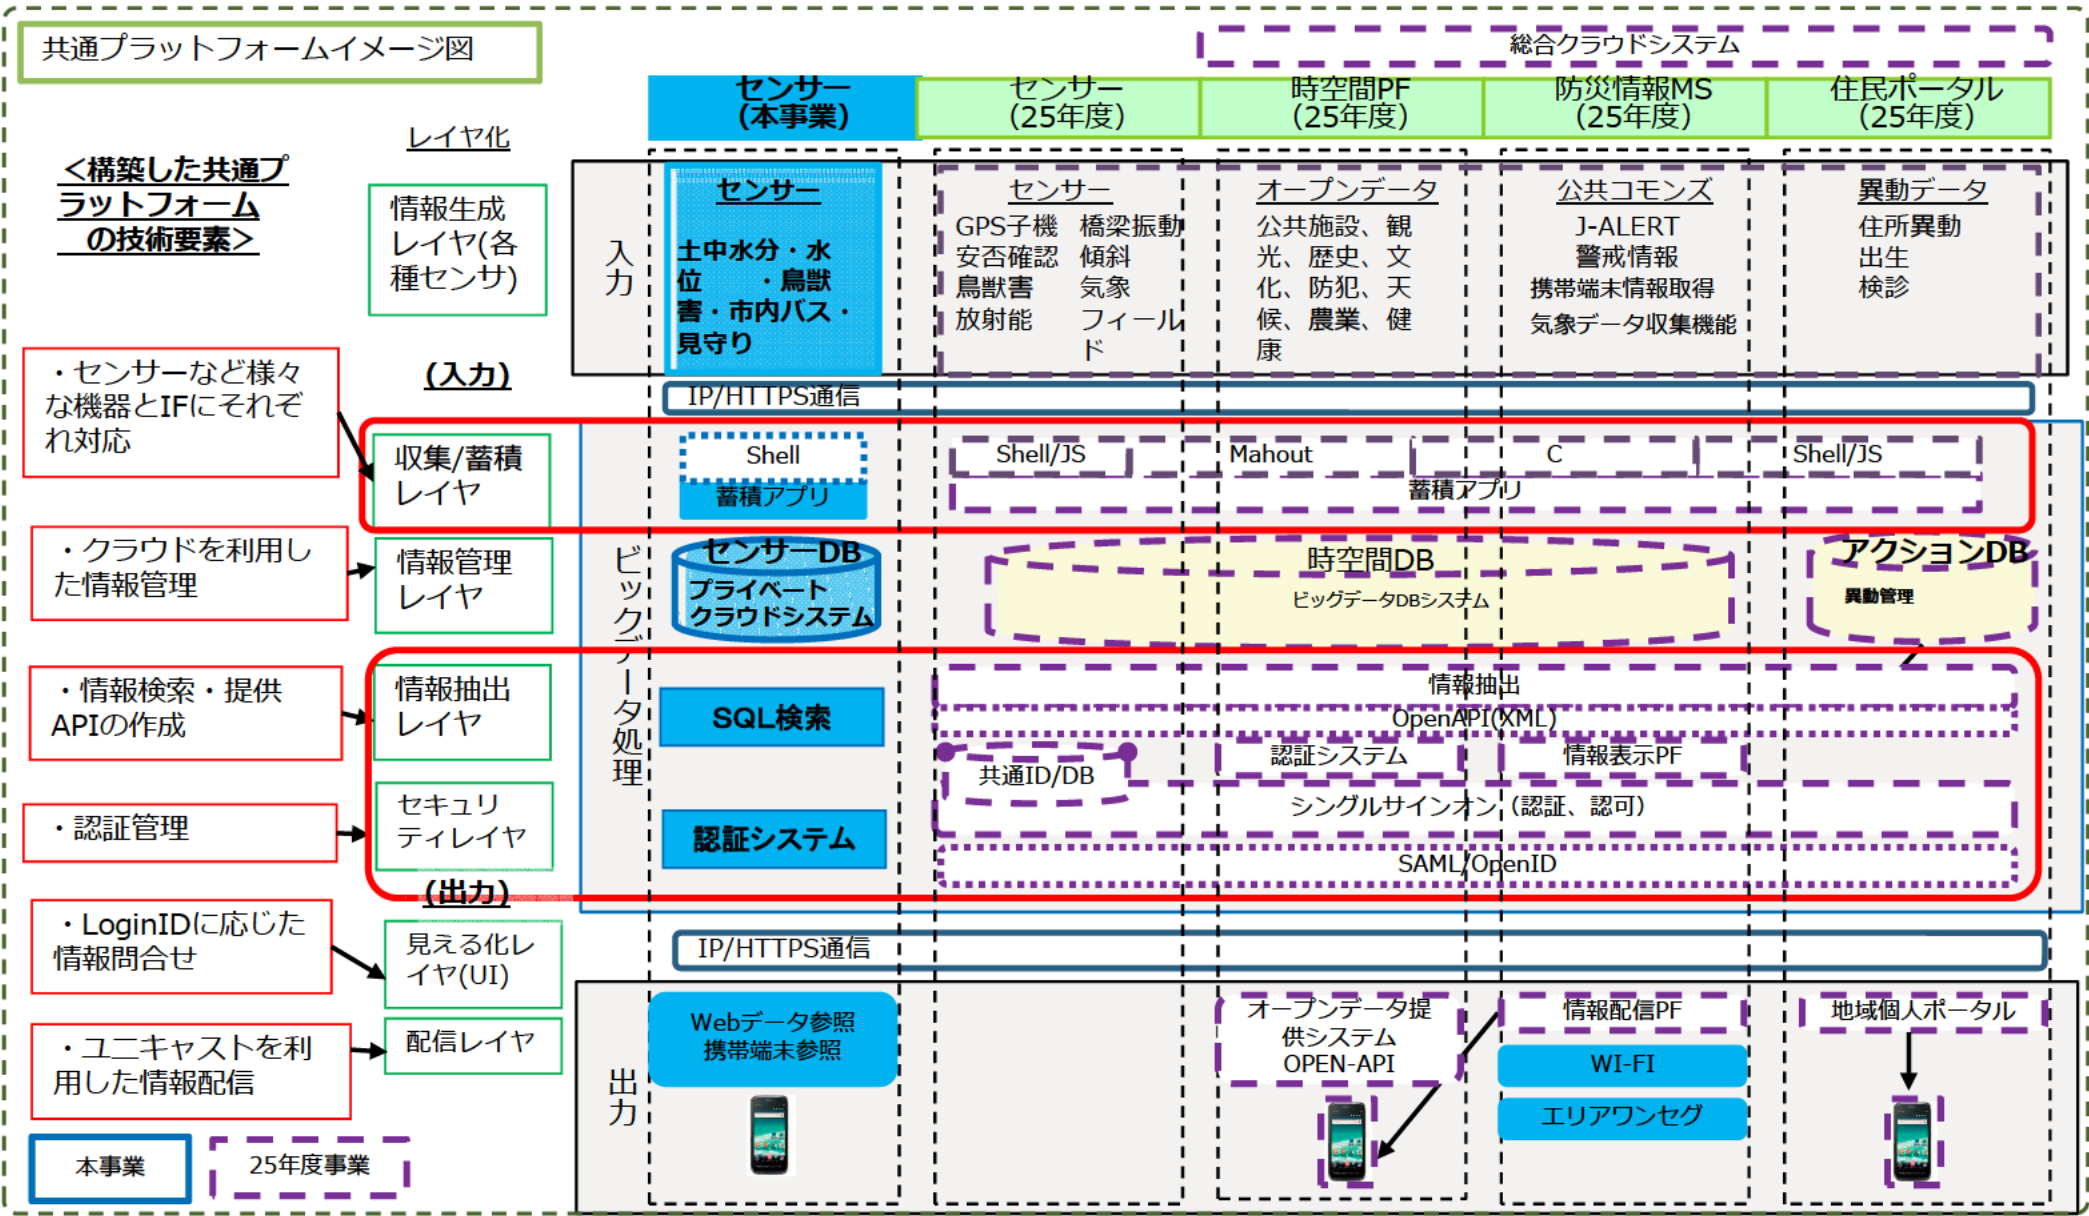 共通プラットフォームイメージ図
総合クラウドシステム
センサー
(本事業)
センサー
(25年度)
時空間PF
(25年度)
防災情報MS
(25年度)
住民ポータル
(25年度)
<構築した共通プ
ラットフォーム
の技術要素>
レイヤ化
情報生成
レイヤ(各
種センサ)
入力
センサー
土中水分・水
位　　・鳥獣
害・市内バス・
見守り
センサー
GPS子機
安否確認
鳥獣害
放射能
橋梁振動
傾斜
気象
フィール
ド
オープンデータ
公共施設、観
光、歴史、文
化、防犯、天
候、農業、健
康
公共コモンズ
J-ALERT
警戒情報
携帯端末情報取得
気象データ収集機能
異動データ
住所異動
出生
検診
(入力)
IP/HTTPS通信
・センサーなど様々
な機器とIFにそれぞ
れ対応
収集/蓄積
レイヤ
ビックデータ処理
Shell
蓄積アプリ
Shell/JS
Mahout
C
Shell/JS
蓄積アプリ
・クラウドを利用し
た情報管理
情報管理
レイヤ
センサーDB
プライベート
クラウドシステム
時空間DB
ビッグデータDBシステム
アクションDB
異動管理
・情報検索・提供
APIの作成
情報抽出
レイヤ
SQL検索
情報抽出
OpenAPI(XML)
共通ID/DB
認証システム
情報表示PF
・認証管理
セキュリ
ティレイヤ
認証システム
シングルサインオン（認証、認可）
SAML/OpenID
(出力)
・LoginIDに応じた
情報問合せ
見える化レ
イヤ(UI)
IP/HTTPS通信
・ユニキャストを利
用した情報配信
配信レイヤ
出力
Webデータ参照
携帯端末参照
オープンデータ提
供システム
OPEN-API
情報配信PF
WI-FI
エリアワンセグ
地域個人ポータル
本事業
25年度事業